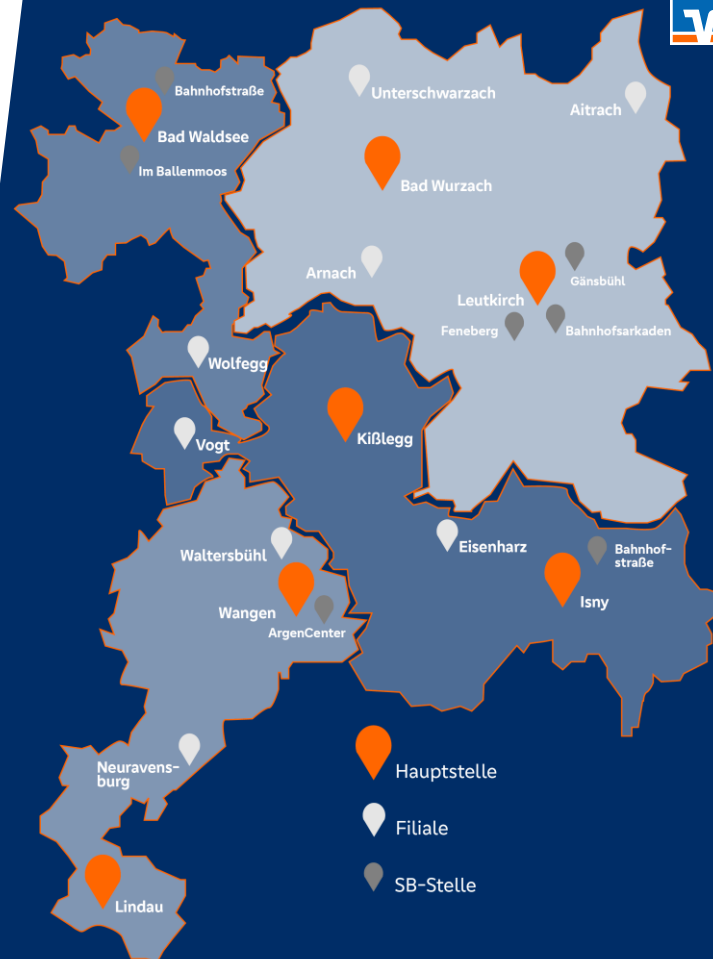 Bahnhofstraße
Bad Waldsee
Im Ballenmoos
Unterschwarzach
Aitrach
Bad Wurzach
Arnach
Gänsbühl
Leutkirch
Feneberg
Bahnhofsarkaden
Wolfegg
Vogt
Kißlegg
Eisenharz
Bahnhof-
straße
Isny
Waltersbühl
Wangen
ArgenCenter
Neuravens-
burg
Lindau
Hauptstelle
Filiale
SB-Stelle